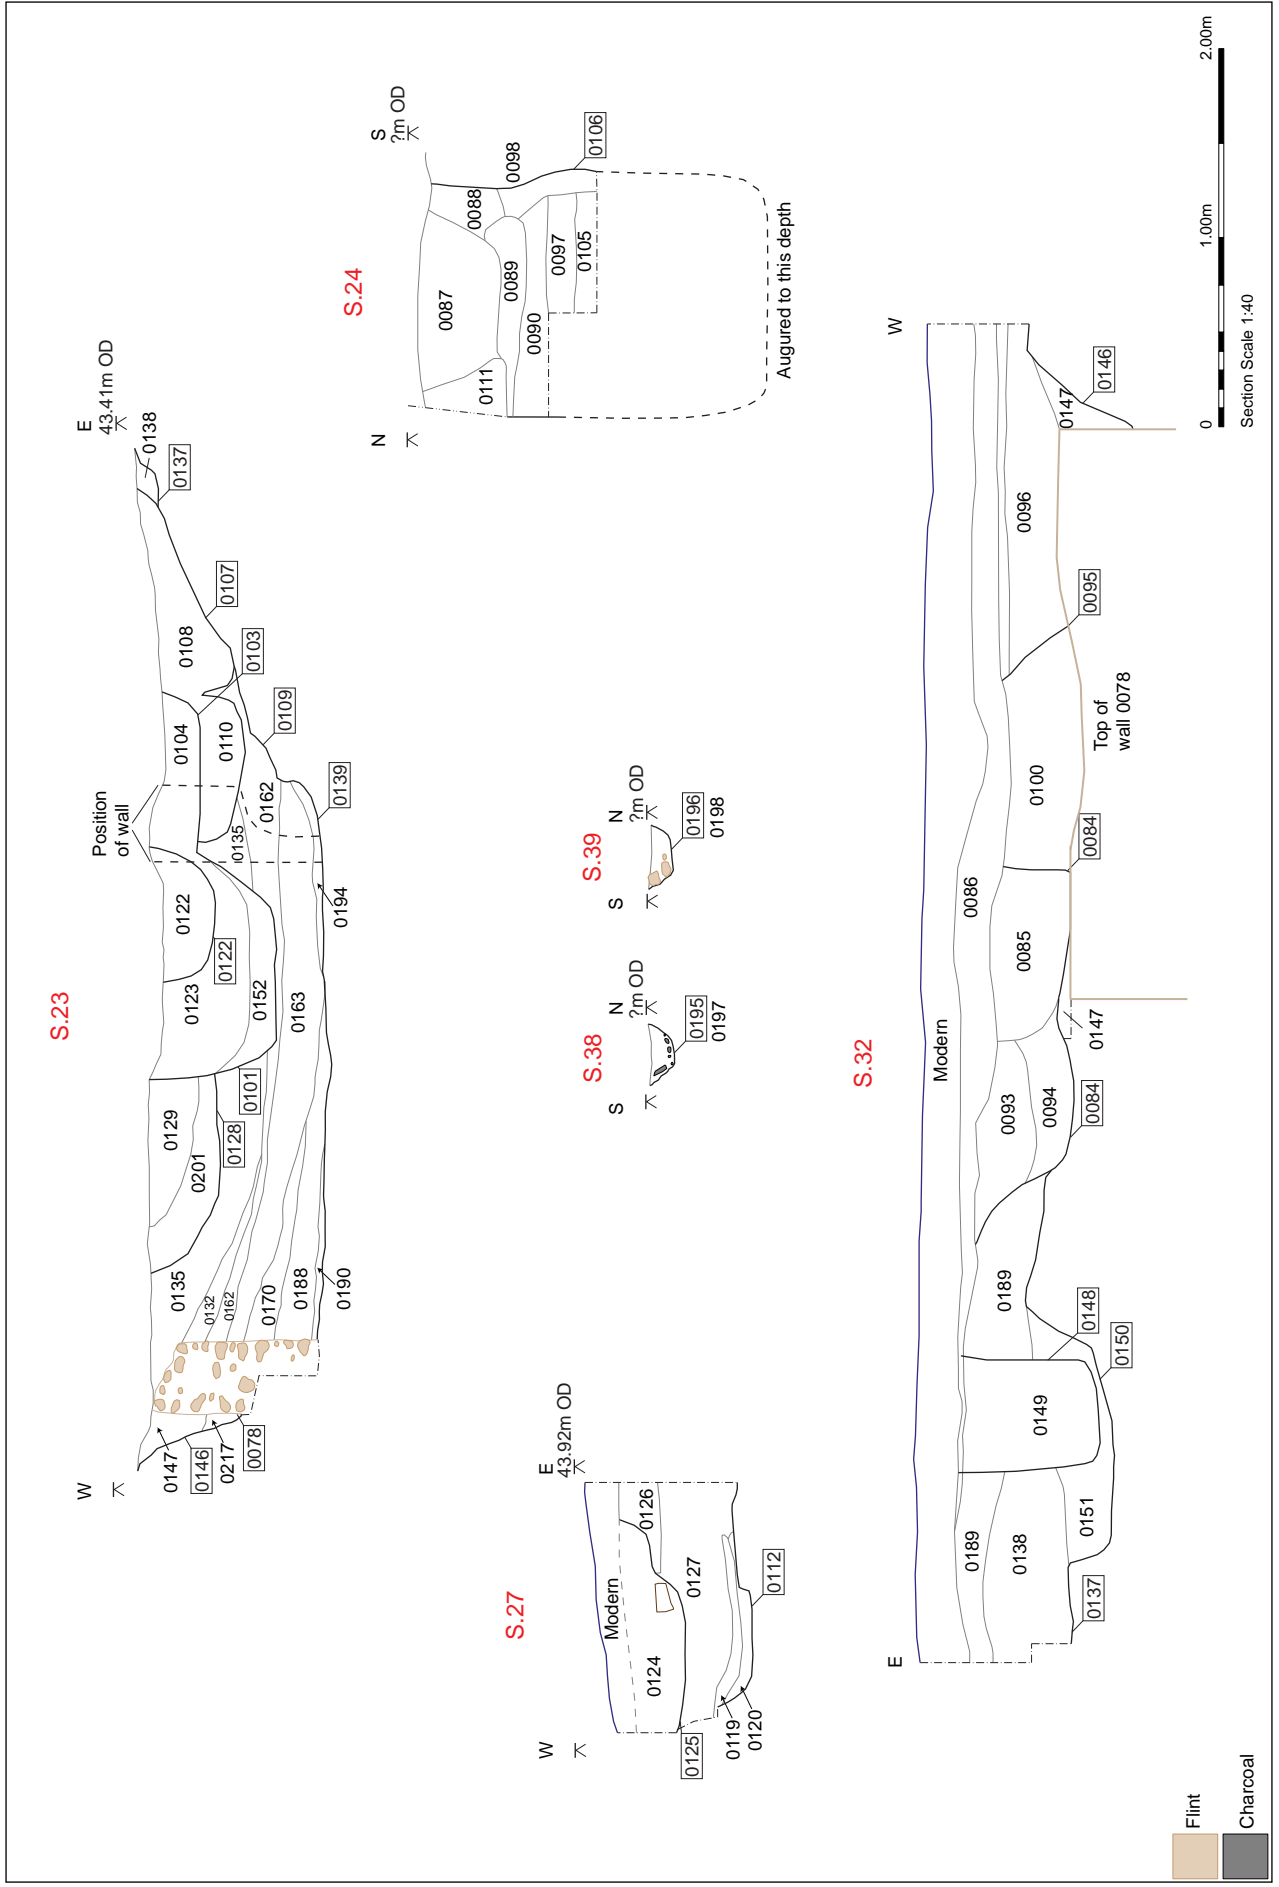 S.23
W
E
43.41m OD
Position
of wall
0147
0146
0217
0078
0135
0132
0162
0170
0188
0190
0129
0201
0128
0101
0123
0122
0122
0152
0163
0194
0135
0162
0139
0104
0110
0109
0103
0108
0107
0137
0138
S.24
N
S
?m OD
0111
0087
0088
0098
0089
0090
0097
0105
0106
Augured to this depth
S.27
W
E
43.92m OD
Modern
0124
0126
0127
0125
0119
0120
0112
S.38
S
N
?m OD
0195
0197
S.39
S
N
?m OD
0196
0198
S.32
E
W
Modern
0189
0138
0137
0151
0149
0148
0150
0189
0093
0094
0084
0147
0086
0085
0084
0100
Top of
wall 0078
0095
0096
0147
0146
0
1.00m
2.00m
Section Scale 1:40
Flint
Charcoal